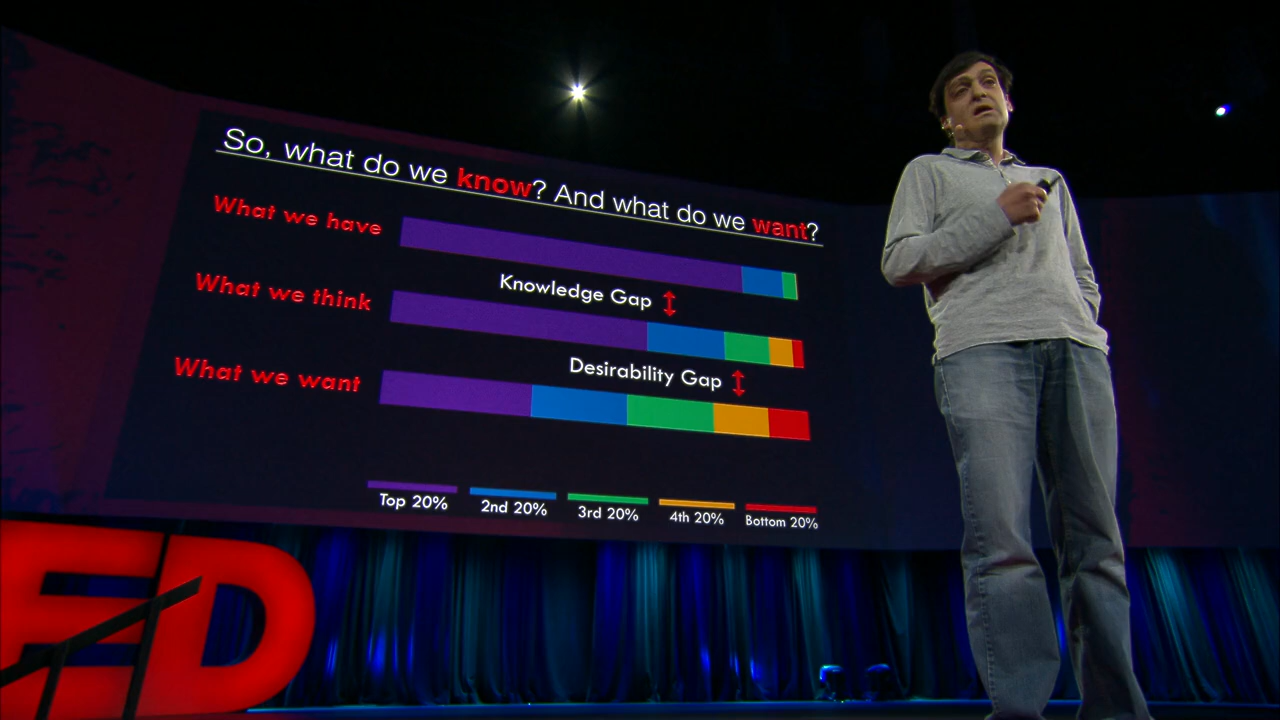 So, what do we know? And what do we want?
What we have
Knowledge Gap
What we think
Desirability Gap
What we want
Top 20%
2nd 20%
3rd 20%
4th 20%
Bottom 20%
ED